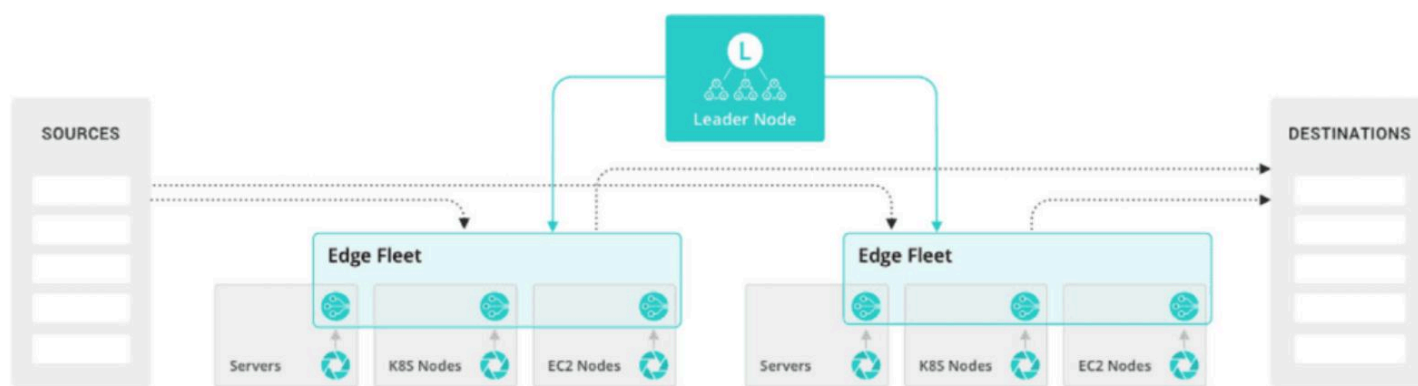 L
Leader Node
SOURCES
DESTINATIONS
Edge Fleet
Edge Fleet
Servers
K8S Nodes
EC2 Nodes
Servers
K8S Nodes
EC2 Nodes